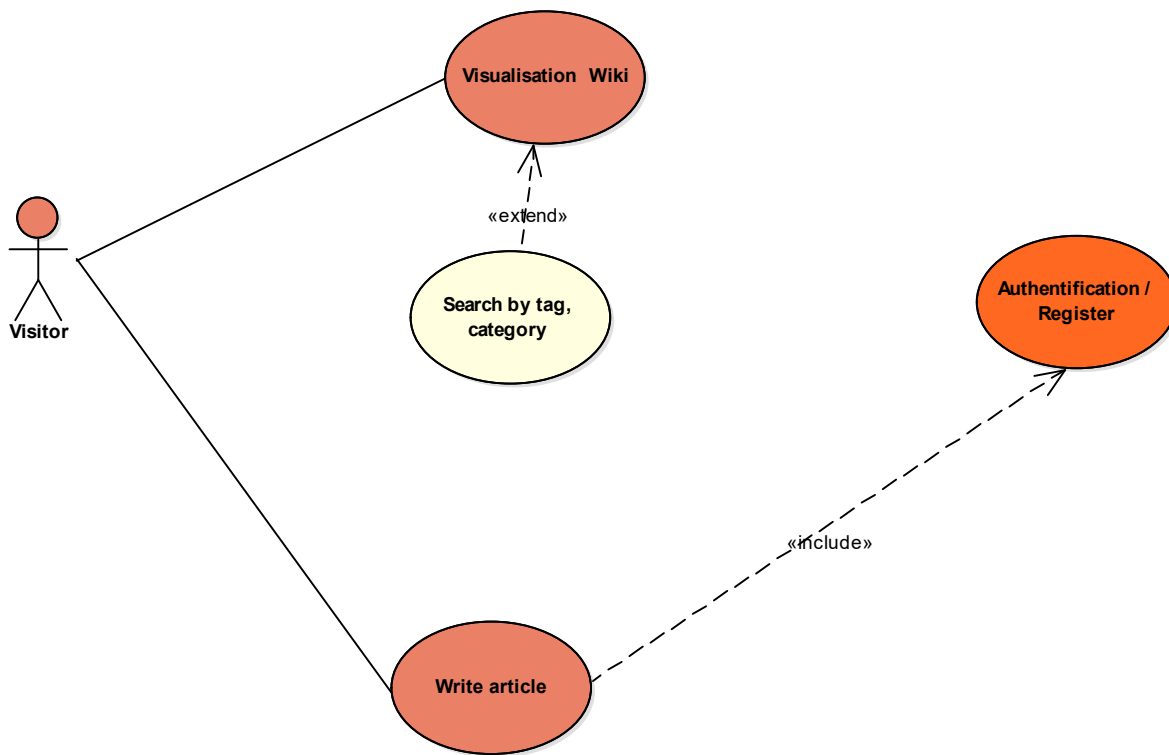 Visualisation Wiki
«extend»
Visitor
Search by tag,
category
Authentification /
Register
«include»
Write article